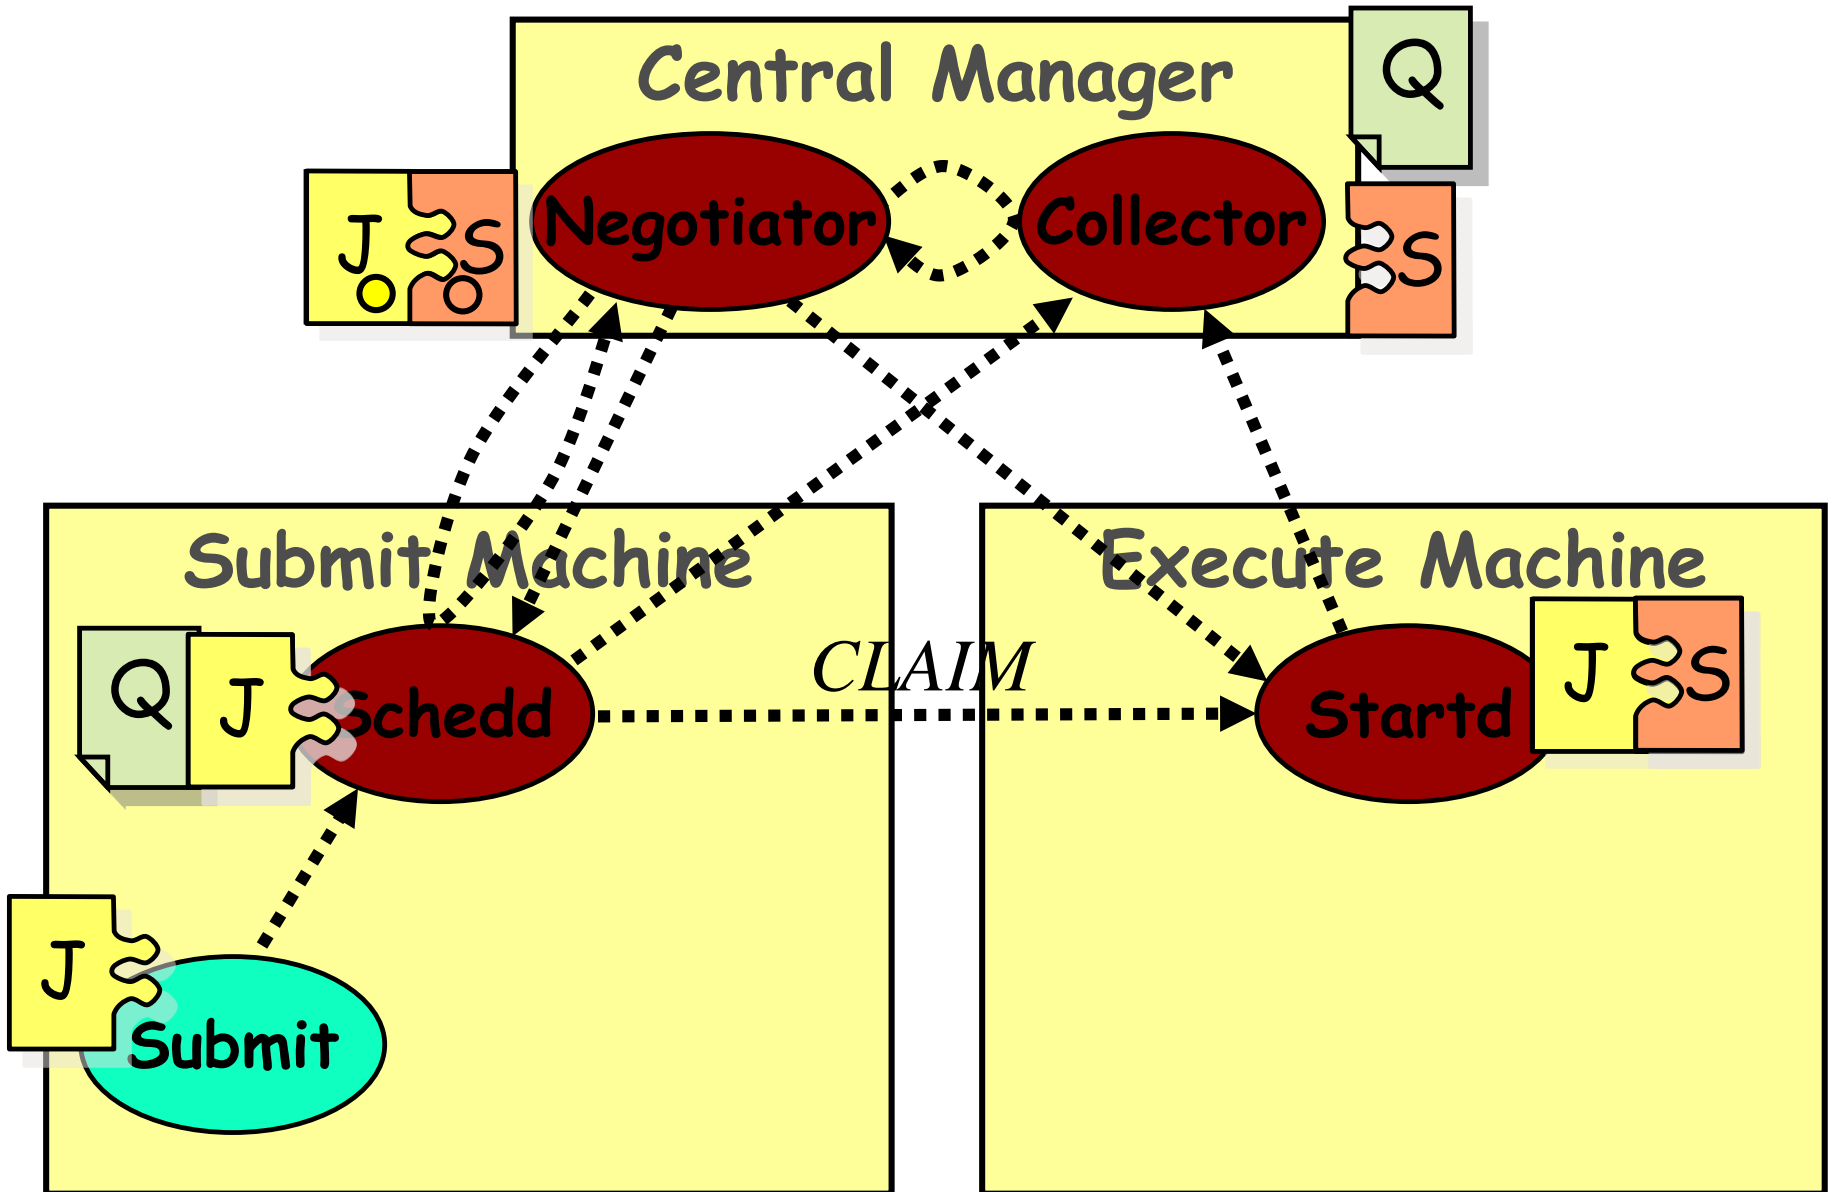 Central Manager
Q
J S
Negotiator
Collector
S
Submit Machine
Execute Machine
Q J
Schedd
CLAIM
Startd
J S
J
Submit